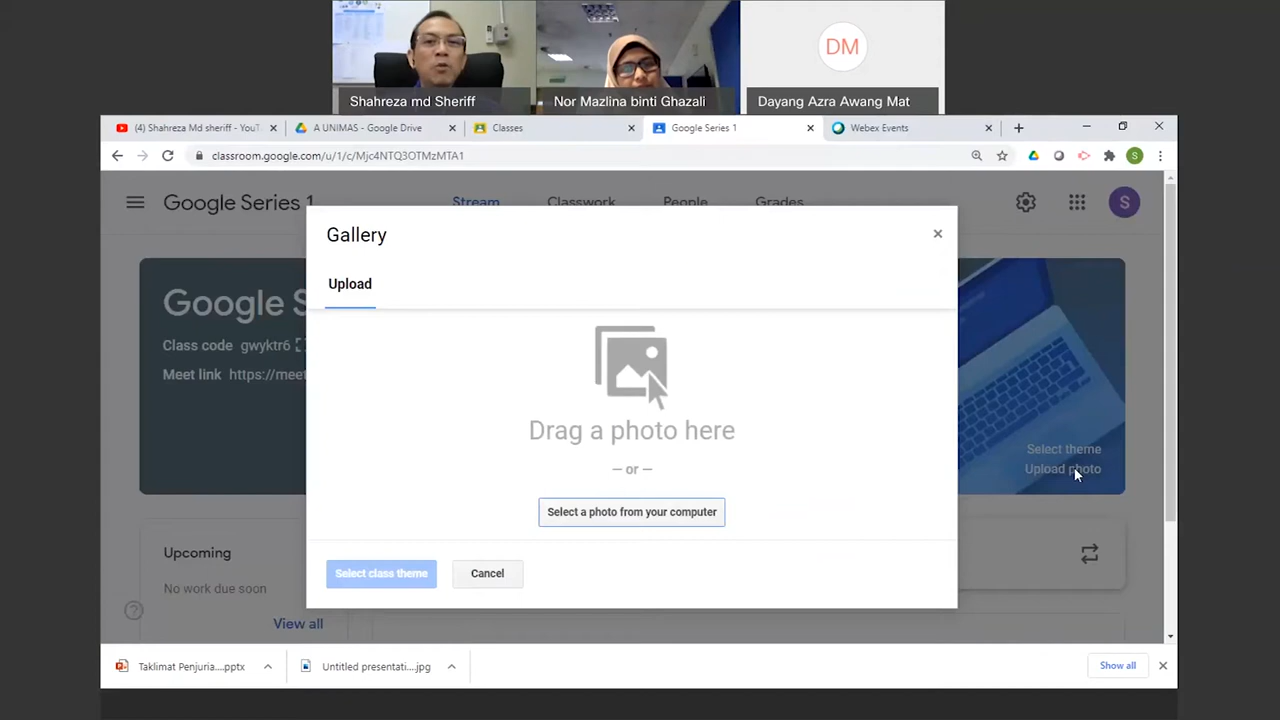 DM
Shahreza md Sheriff
Nor Mazlina binti Ghazali
Dayang Azra Awang Mat
(4) Shahreza Md sheriff - YouT
A UNIMAS - Google Drive
Classes
Google Series 1
Webex Events
classroom.google.com/u/1/c/Mjc4NTQ3OTMzMTA1
S
Google Series 1
Stream
Classwork
People
Grades
S
Gallery
Upload
Google S
Class code gwyktr6
Meet link https://meet
Drag a photo here
— or —
Select a photo from your computer
Select theme
Upload photo
Select class theme
Cancel
Upcoming
No work due soon
View all
Taklimat Penjuria....pptx
Untitled presentati....jpg
Show all